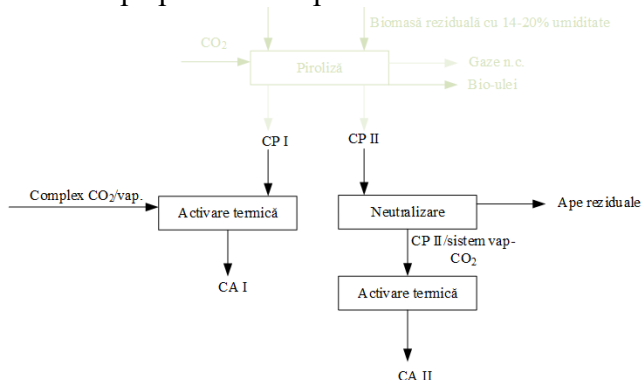 Biomasă reziduală cu 14-20% umiditate
CO2
Piroliză
Gaze n.c.
Bio-ulei
CP I
CP II
Complex CO2/vap.
Activare termică
Neutralizare
Ape reziduale
CP II/sistem vap-
CO2
CA I
Activare termică
CA II